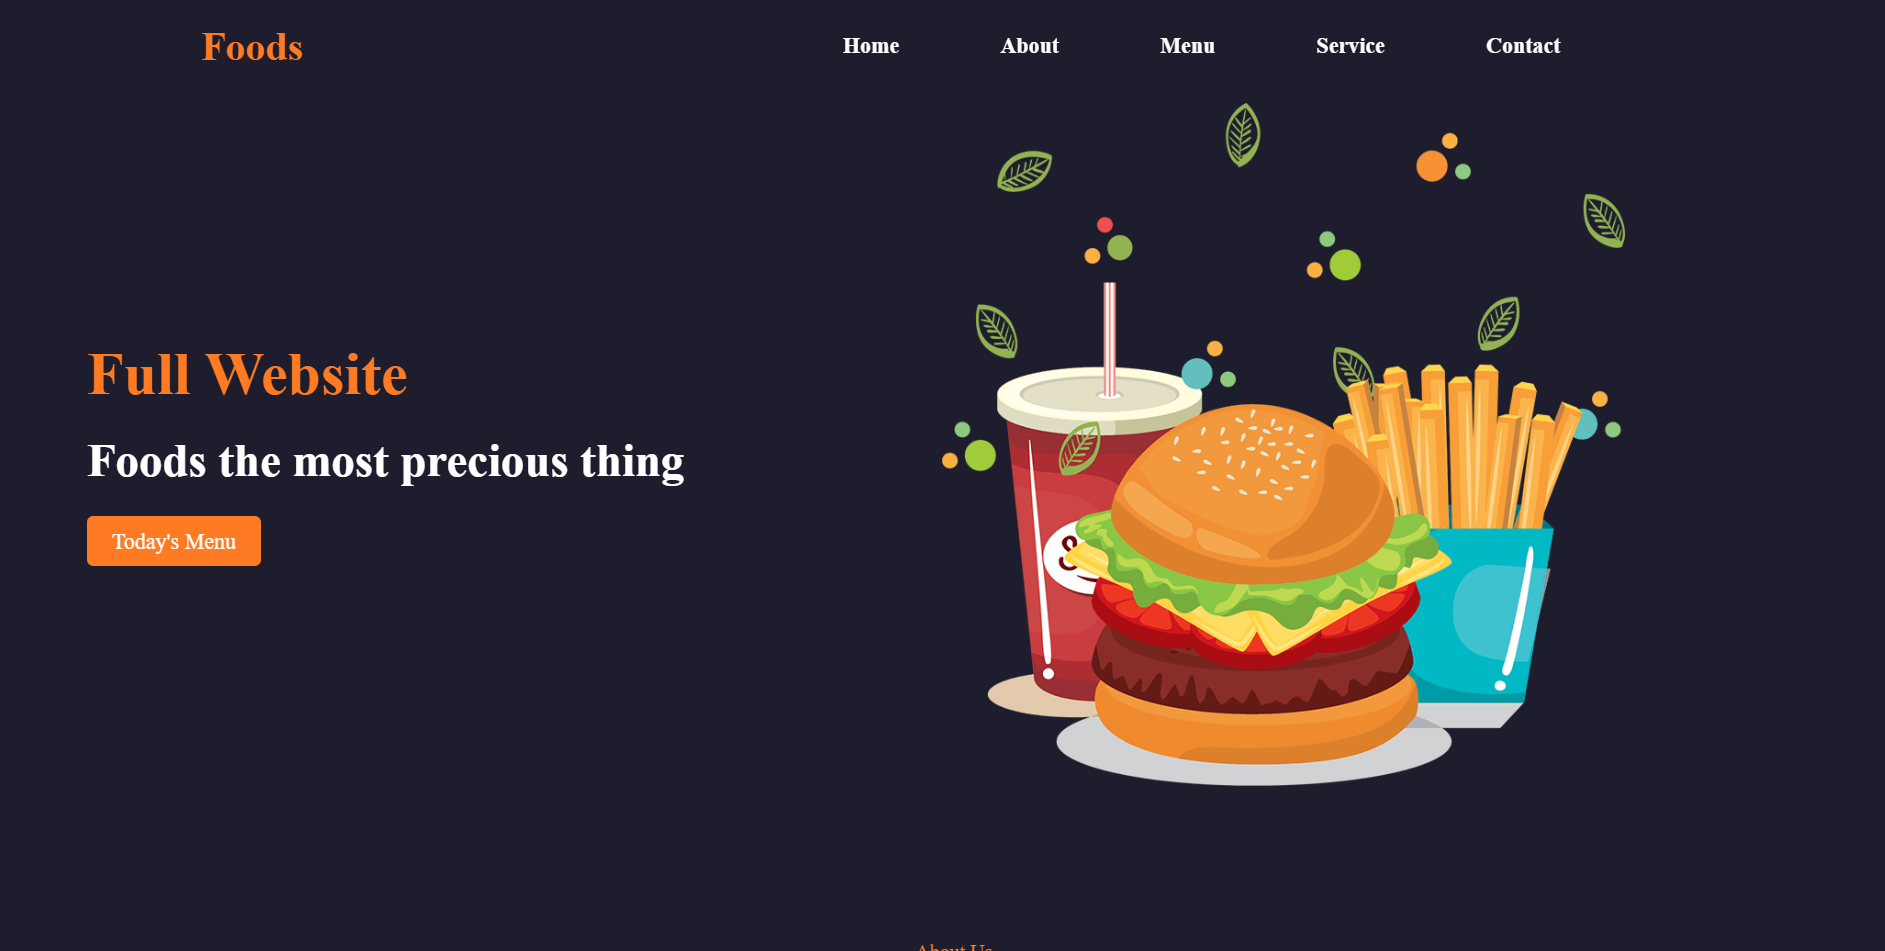 Foods
Home About Menu Service Contact
Full Website
Foods the most precious thing
Today's Menu
About Us